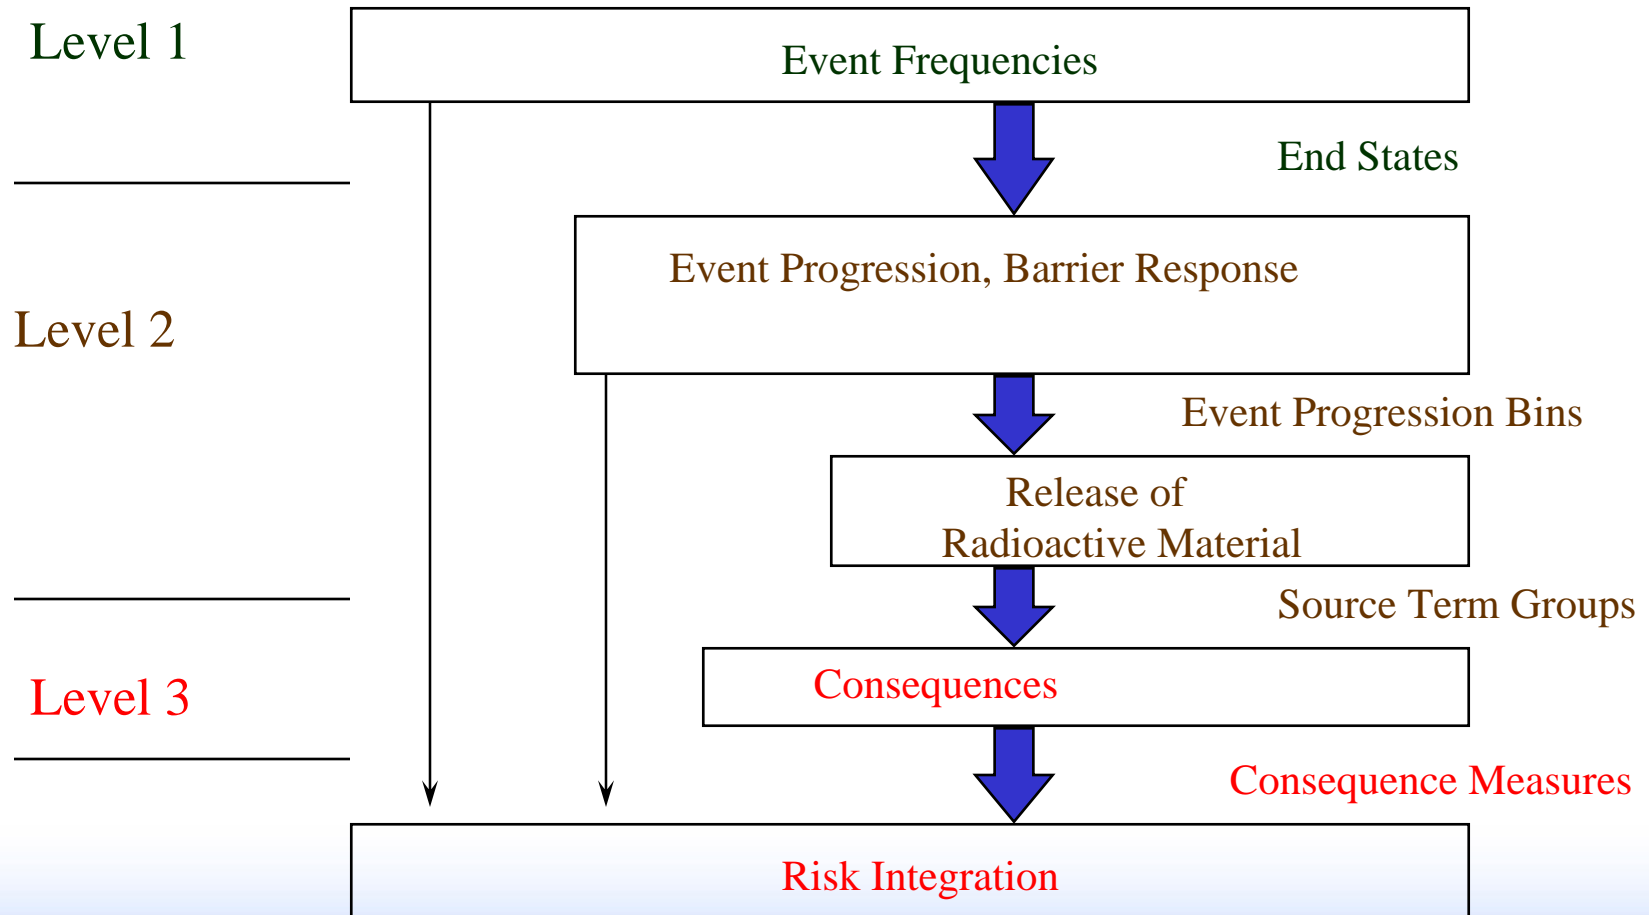 Level 1
Event Frequencies
End States
Event Progression, Barrier Response
Level 2
Event Progression Bins
Release of
Radioactive Material
Source Term Groups
Level 3
Consequences
Consequence Measures
Risk Integration